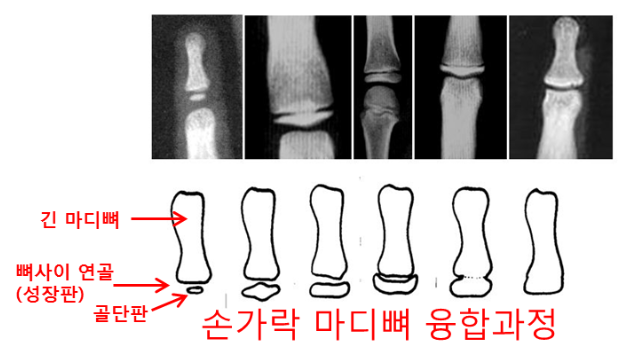 긴 마디뼈
뼈사이 연골
(성장판)
골단판
손가락 마디뼈 융합과정